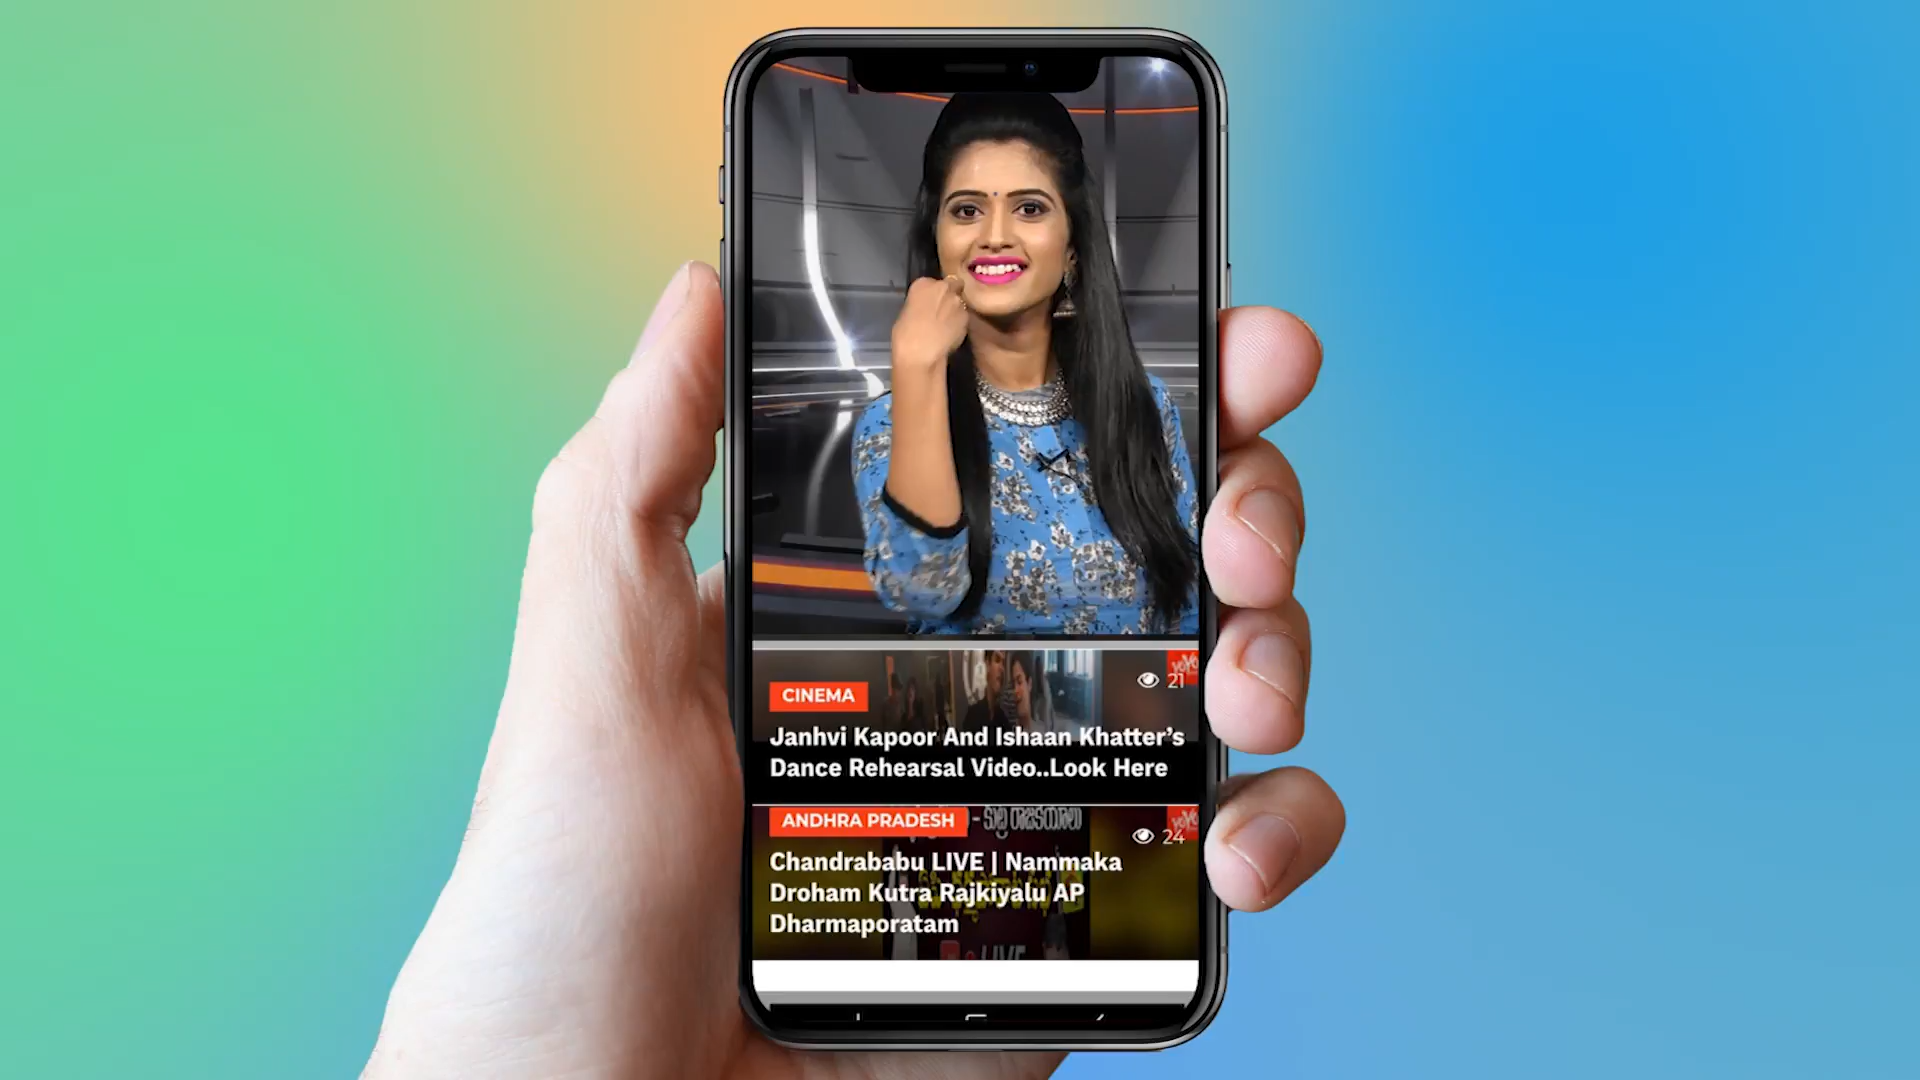 21
CINEMA
Janhvi Kapoor And Ishaan Khatter’s
Dance Rehearsal Video..Look Here
ANDHRA PRADESH
24
Chandrababu LIVE | Nammaka
Droham Kutra Rajkiyalu AP
Dharmaporatam
LIVE